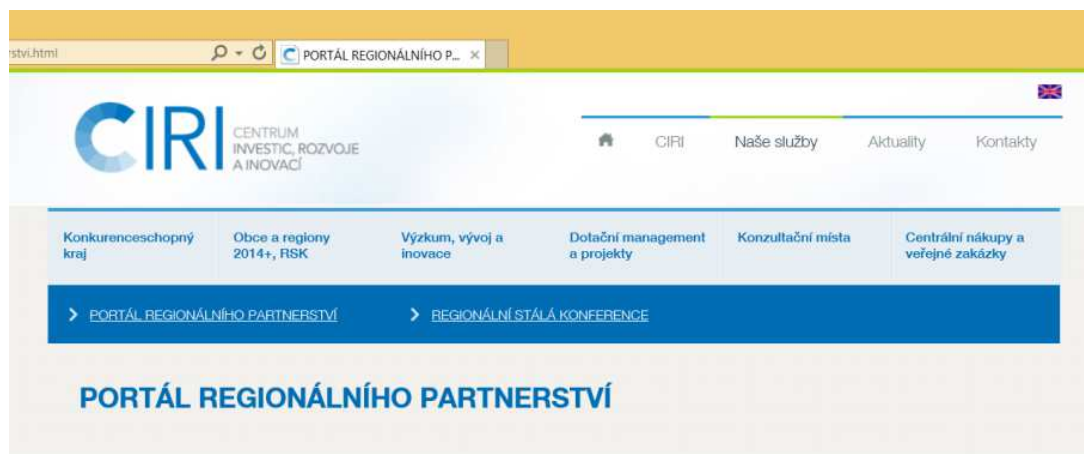 rstvi.html
PORTÁL REGIONÁLNÍHO P...
CIRI
CENTRUM
INVESTIC, ROZVOJE
A INOVACÍ
CIRI Naše služby Aktuality Kontakty
Konkurenceschopný
kraj
Obce a regiony
2014+, RSK
Výzkum, vývoj a
inovace
Dotační management
a projekty
Konzultační místa
Centrální nákupy a
veřejné zakázky
PORTÁL REGIONÁLNÍHO PARTNERSTVÍ
REGIONÁLNÍ STÁLÁ KONFERENCE
PORTÁL REGIONÁLNÍHO PARTNERSTVÍ